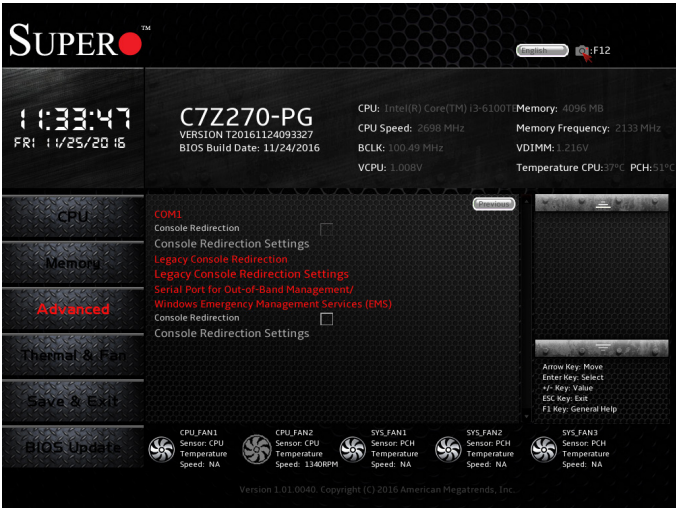 SUPER
TM
English
:F12
11:33:47
FRI 11/25/2016
C7Z270-PG
VERSION T20161124093327
BIOS Build Date: 11/24/2016
CPU: Intel(R) Core(TM) i3-6100TE
CPU Speed: 2698 MHz
BCLK: 100.49 MHz
VCPU: 1.008V
Memory: 4096 MB
Memory Frequency: 2133 MHz
VDIMM: 1.216V
Temperature CPU:37°C PCH:51°C
CPU
Memory
Advanced
Thermal & Fan
Save & Exit
BIOS Update
Previous
COM1
Console Redirection
Console Redirection Settings
Legacy Console Redirection
Legacy Console Redirection Settings
Serial Port for Out-of-Band Management/
Windows Emergency Management Services (EMS)
Console Redirection
Console Redirection Settings
Arrow Key: Move
Enter Key: Select
+/- Key: Value
ESC Key: Exit
F1 Key: General Help
CPU_FAN1
Sensor: CPU
Temperature
Speed: NA
CPU_FAN2
Sensor: CPU
Temperature
Speed: 1340RPM
SYS_FAN1
Sensor: PCH
Temperature
Speed: NA
SYS_FAN2
Sensor: PCH
Temperature
Speed: NA
SYS_FAN3
Sensor: PCH
Temperature
Speed: NA
Version 1.01.0040. Copyright (C) 2016 American Megatrends, Inc.